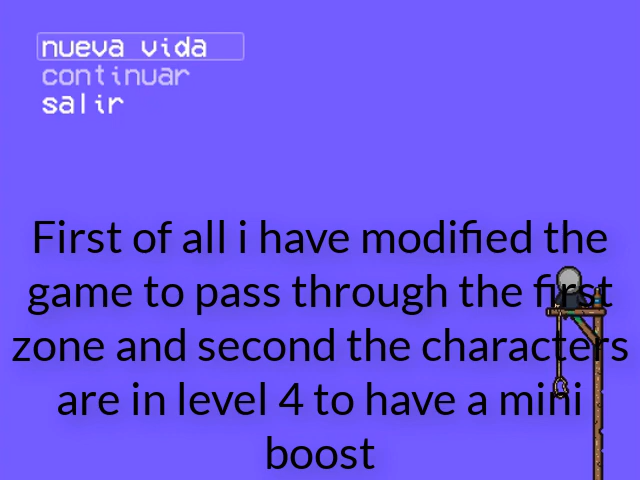 nueva vida
continuar
salir
First of all i have modified the
game to pass through the first
zone and second the characters
are in level 4 to have a mini
boost